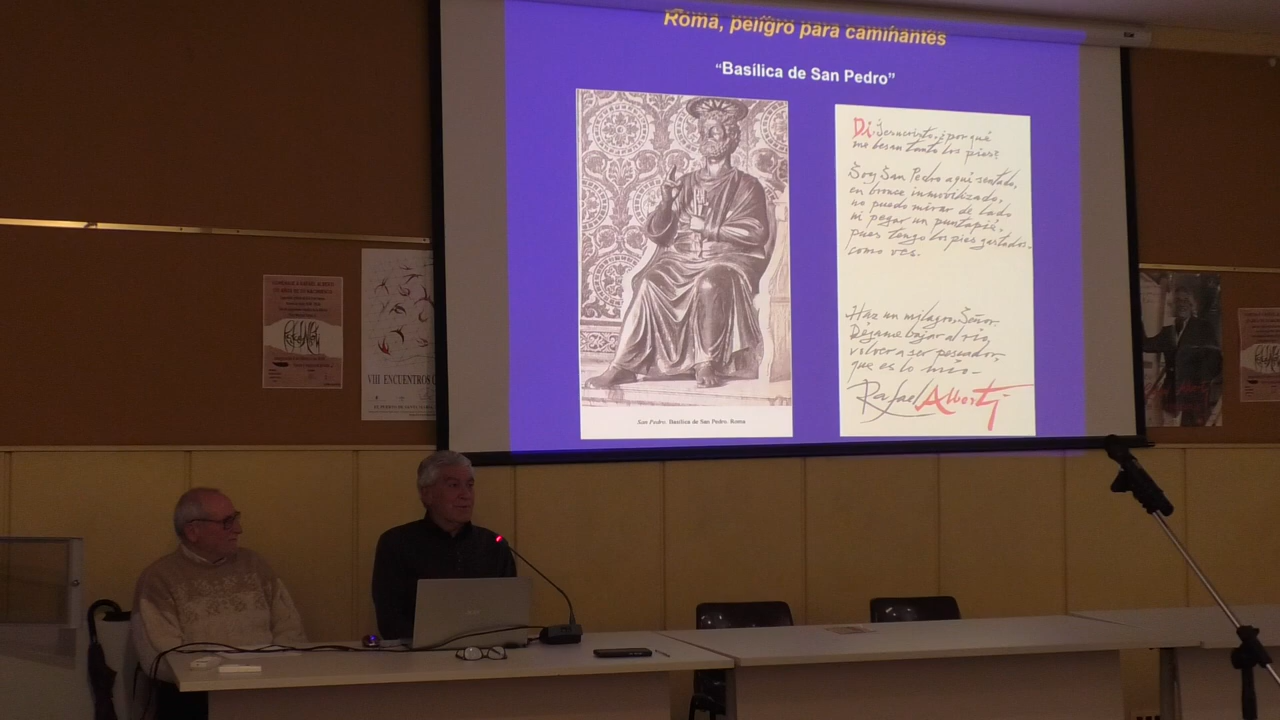 Roma, peligro para caminantes
“Basílica de San Pedro”
Di, Jesucristo, ¿por qué
me besan tanto los pies?
Soy San Pedro aquí sentado,
en bronce inmovilizado,
no puedo mirar de lado
ni pegar un puntapié,
pues tengo los pies gastados,
como ves.
Haz un milagro, Señor.
Déjame bajar al río,
volver a ser pescador,
que es lo mío-
Rafael Alberti
San Pedro. Basílica de San Pedro. Roma
VIII ENCUENTROS